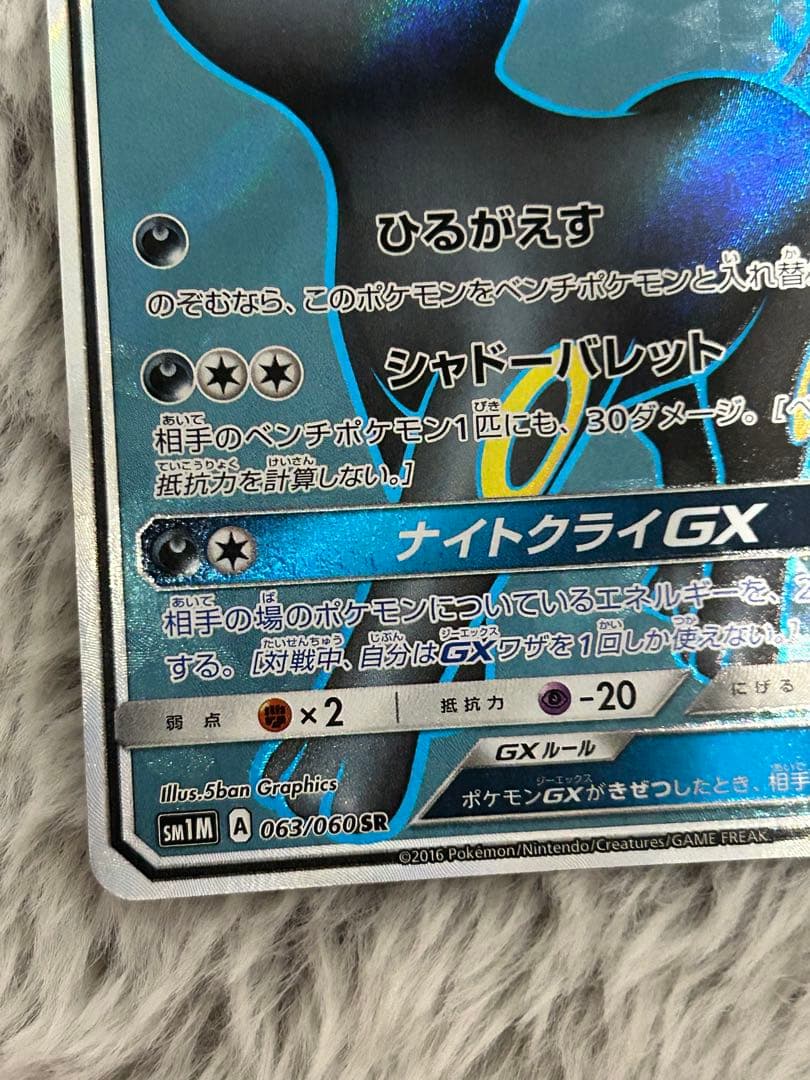 ひるがえす
のぞむなら、このポケモンをベンチポケモンと入れ替
シャドーバレット
相手のベンチポケモン1匹にも、30ダメージ。[ベ
抵抗力を計算しない。]
ナイトクライGX
相手の場のポケモンについているエネルギーを、2
する。[対戦中、自分はGXワザを1回しか使えない。]
弱点 ×2 抵抗力 -20 にげる
GXルール
ポケモンGXがきぜつしたとき、相手
Illus.5ban Graphics
SM1M A 063/060 SR
©2016 Pokémon/Nintendo/Creatures/GAME FREAK.